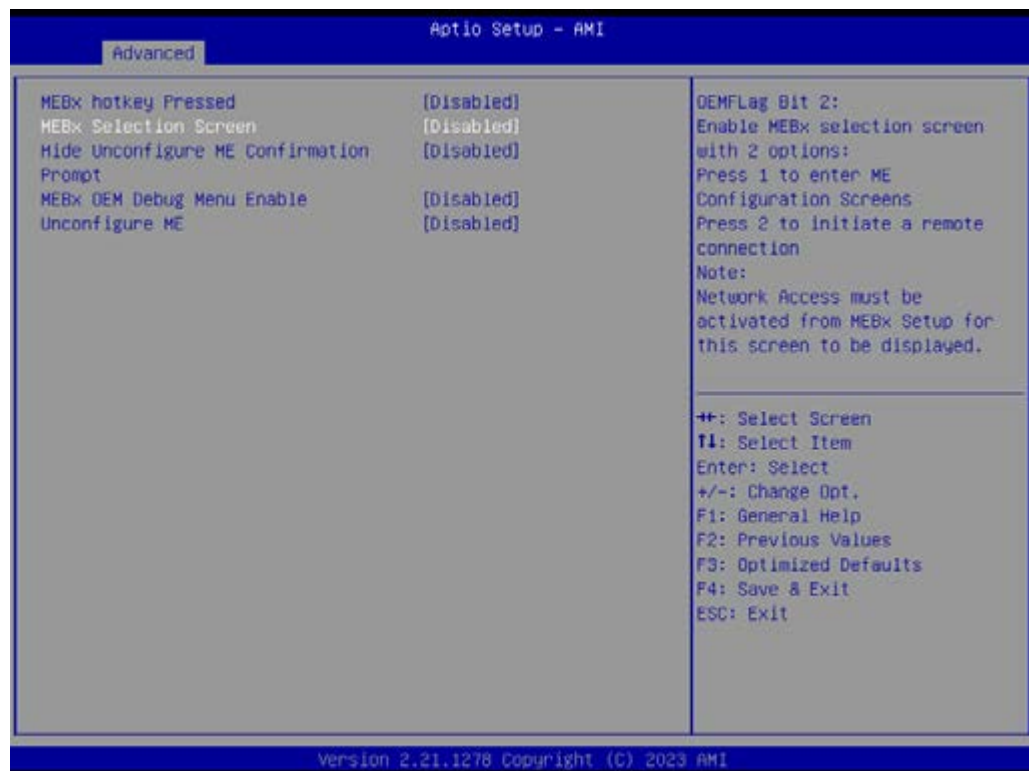 Aptio Setup - AMI
Advanced
MEBx hotkey Pressed [Disabled]
MEBx Selection Screen [Disabled]
Hide Unconfigure ME Confirmation [Disabled]
Prompt
MEBx OEM Debug Menu Enable [Disabled]
Unconfigure ME [Disabled]
OEMFLag Bit 2:
Enable MEBx selection screen
with 2 options:
Press 1 to enter ME
Configuration Screens
Press 2 to initiate a remote
connection
Note:
Network Access must be
activated from MEBx Setup for
this screen to be displayed.
→←: Select Screen
↑↓: Select Item
Enter: Select
+/-: Change Opt.
F1: General Help
F2: Previous Values
F3: Optimized Defaults
F4: Save & Exit
ESC: Exit
Version 2.21.1278 Copyright (C) 2023 AMI